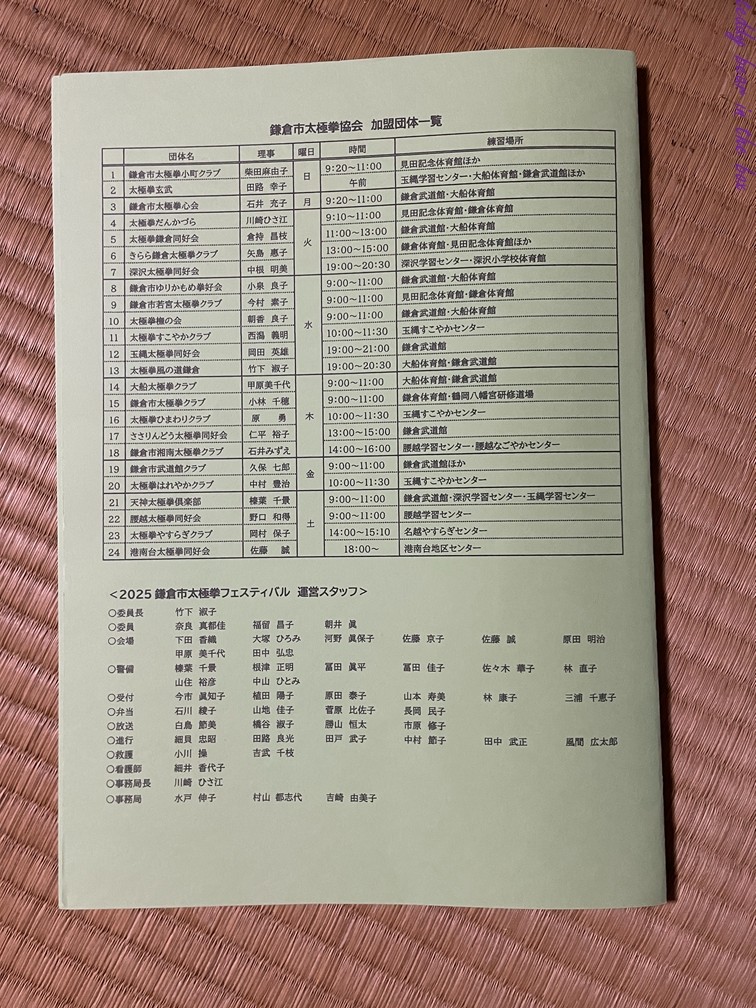 鎌倉市太極拳協会 加盟団体一覧
団体名 理事 曜日 時間 練習場所
1 鎌倉市太極拳小町クラブ 柴田麻由子 日 9:20～11:00 見田記念体育館ほか
2 太極拳玄武 田路 幸子 午前 玉縄学習センター・大船体育館・鎌倉武道館ほか
3 鎌倉市太極拳心会 石井 充子 月 9:20～11:00 鎌倉武道館・大船体育館
4 太極拳だんかづら 川崎ひさ江 火 9:10～11:00 見田記念体育館・鎌倉体育館
5 太極拳鎌倉同好会 倉持 昌枝 11:00～13:00 鎌倉武道館・大船体育館
6 きらら鎌倉太極拳クラブ 矢島 惠子 13:00～15:00 鎌倉体育館・見田記念体育館ほか
7 深沢太極拳同好会 中根 明美 19:00～20:30 深沢学習センター・深沢小学校体育館
8 鎌倉市ゆりかもめ拳好会 小泉 良子 水 9:00～11:00 鎌倉武道館・大船体育館
9 鎌倉市若宮太極拳クラブ 今村 素子 9:00～11:00 見田記念体育館・鎌倉体育館
10 太極拳楓の会 朝香 良子 9:00～11:00 鎌倉武道館・大船体育館
11 太極拳すこやかクラブ 西潟 義明 10:00～11:30 玉縄すこやかセンター
12 玉縄太極拳同好会 岡田 英雄 19:00～21:00 鎌倉武道館
13 太極拳風の道鎌倉 竹下 淑子 19:00～20:30 大船体育館・鎌倉武道館
14 大船太極拳クラブ 甲原美千代 木 9:00～11:00 大船体育館・鎌倉武道館
15 鎌倉市太極拳クラブ 小林 千穂 9:00～11:00 鎌倉体育館・鶴岡八幡宮研修道場
16 太極拳ひまわりクラブ 原 勇 10:00～11:30 玉縄すこやかセンター
17 ささりんどう太極拳同好会 仁平 裕子 13:00～15:00 鎌倉武道館
18 鎌倉市湘南太極拳クラブ 石井みずえ 14:00～16:00 腰越学習センター・腰越なごやかセンター
19 鎌倉市武道館クラブ 久保 七郎 金 9:00～11:00 鎌倉武道館ほか
20 太極拳はれやかクラブ 中村 豊治 10:00～11:30 玉縄すこやかセンター
21 天神太極拳倶楽部 榛葉 千景 土 9:00～11:00 鎌倉武道館・深沢学習センター・玉縄学習センター
22 腰越太極拳同好会 野口 和得 9:00～11:00 腰越学習センター
23 太極拳やすらぎクラブ 岡村 保子 14:00～15:10 名越やすらぎセンター
24 港南台太極拳同好会 佐藤 誠 18:00～ 港南台地区センター
＜2025 鎌倉市太極拳フェスティバル 運営スタッフ＞
○委員長 竹下 淑子
○委員 奈良 真都佳 福留 昌子 朝井 眞
○会場 下田 香織 大塚 ひろみ 河野 眞保子 佐藤 京子 佐藤 誠 原田 明治
甲原 美千代 田中 弘忠
○警備 榛葉 千景 根津 正明 冨田 眞平 冨田 佳子 佐々木 華子 林 直子
山住 裕彦 中山 ひとみ
○受付 今市 眞知子 植田 陽子 原田 泰子 山本 寿美 林 康子 三浦 千恵子
○弁当 石川 綾子 山地 佳子 菅原 比佐子 長岡 民子
○放送 白鳥 節美 橋谷 淑子 勝山 恒太 市原 修子
○進行 細貝 忠昭 田路 良光 田戸 武子 中村 節子 田中 武正 風間 広太郎
○救護 小川 操 吉武 千枝
○看護師 細井 香代子
○事務局長 川崎 ひさ江
○事務局 水戸 伸子 村山 都志代 吉崎 由美子